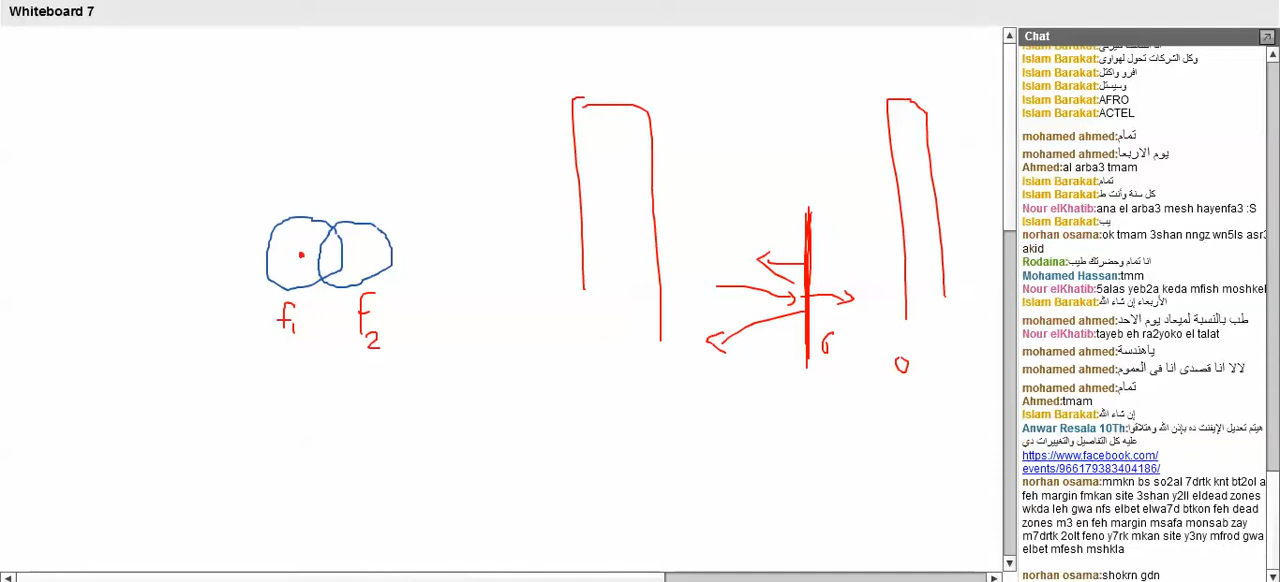 Whiteboard 7
f1
f2
σ
0
Chat
Islam Barakat:
Islam Barakat:وكل الشركات تحول لهواوى
Islam Barakat:افرو واكتل
Islam Barakat:وسيستل
Islam Barakat:AFRO
Islam Barakat:ACTEL
mohamed ahmed:تمام
mohamed ahmed:يوم الاربعا
Ahmed:al arba3 tmam
Islam Barakat:تمام
Islam Barakat:كل سنة وأنت ط
Nour elKhatib:ana el arba3 mesh hayenfa3 :S
Islam Barakat:يب
norhan osama:ok tmam 3shan nngz wn5ls asr3
akid
Rodaina:انا تمام وحضرتك طيب
Mohamed Hassan:tmm
Nour elKhatib:5alas yeb2a keda mfish moshkel
Islam Barakat:الأربعاء إن شاء الله
mohamed ahmed:طب بالنسبة لميعاد يوم الاحد
Nour elKhatib:tayeb eh ra2yoko el talat
mohamed ahmed:ياهندسة
mohamed ahmed:لالا انا قصدى انا فى العموم
mohamed ahmed:تمام
Ahmed:tmam
Islam Barakat:إن شاء الله
Anwar Resala 10Th:هيتم تعديل الإيفنت ده بإذن الله وهتلاقوا
عليه كل التفاصيل والتغييرات دي
https://www.facebook.com/
events/966179383404186/
norhan osama:mmkn bs so2al 7drtk knt bt2ol a
feh margin fmkan site 3shan y2ll eldead zones
wkda leh gwa nfs elbet elwa7d btkon feh dead
zones m3 en feh margin msafa monsab zay
m7drtk 2olt feno y7rk mkan site y3ny mfrod gwa
elbet mfesh mshkla
norhan osama:shokrn gdn